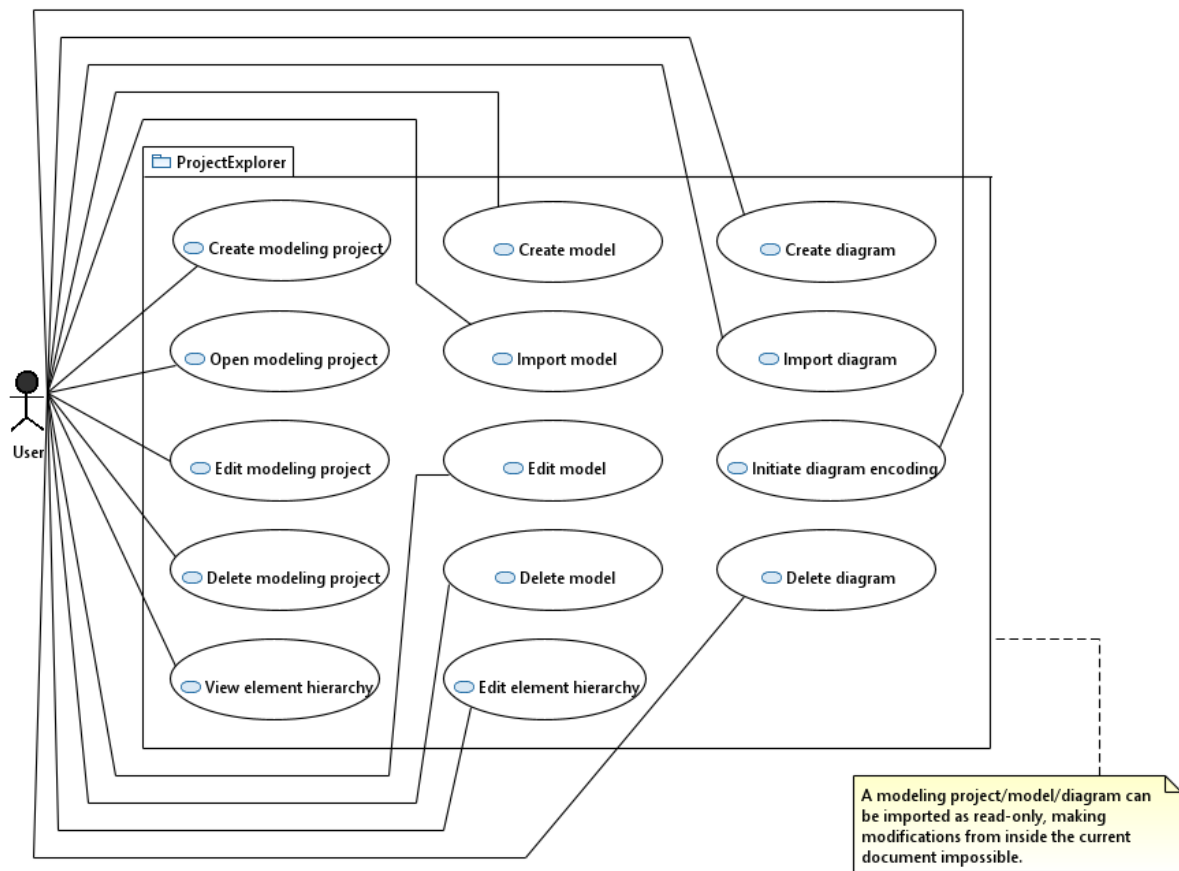 ProjectExplorer
Create modeling project
Create model
Create diagram
Open modeling project
Import model
Import diagram
User
Edit modeling project
Edit model
Initiate diagram encoding
Delete modeling project
Delete model
Delete diagram
View element hierarchy
Edit element hierarchy
A modeling project/model/diagram can
be imported as read-only, making
modifications from inside the current
document impossible.